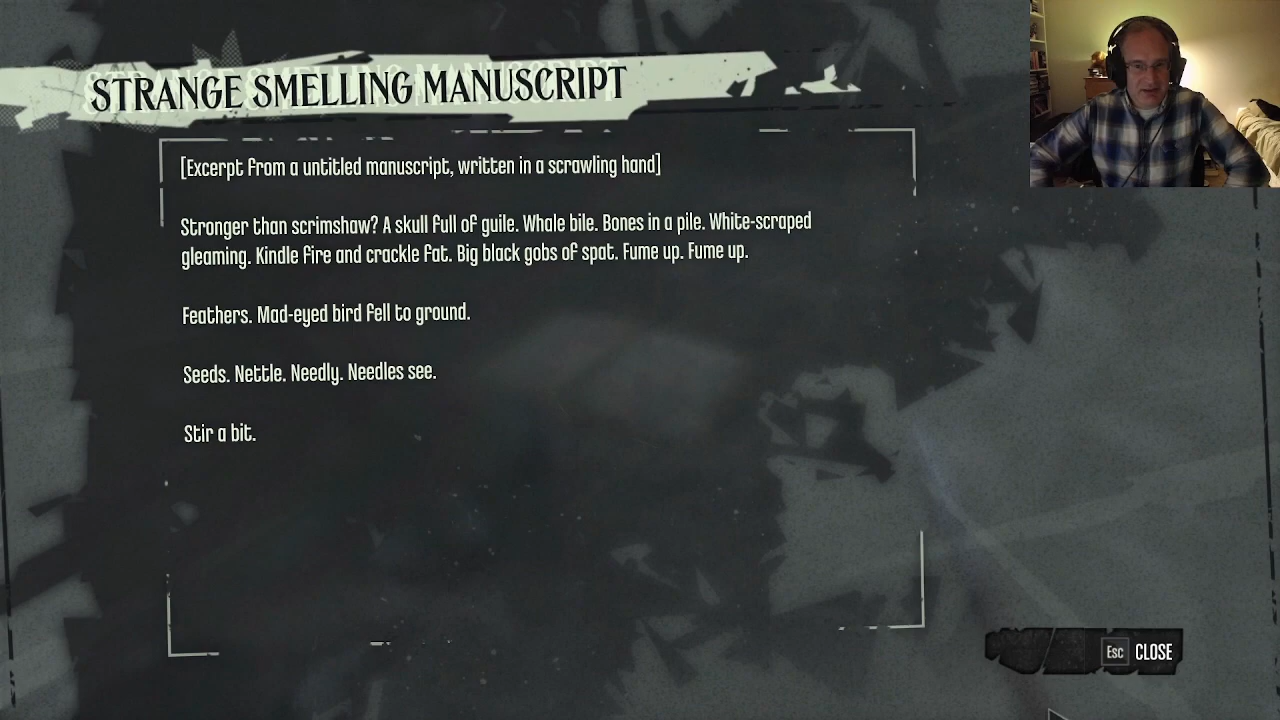 STRANGE SMELLING MANUSCRIPT
[Excerpt from a untitled manuscript, written in a scrawling hand]
Stronger than scrimshaw? A skull full of guile. Whale bile. Bones in a pile. White-scraped
gleaming. Kindle fire and crackle fat. Big black gobs of spat. Fume up. Fume up.
Feathers. Mad-eyed bird fell to ground.
Seeds. Nettle. Needly. Needles see.
Stir a bit.
Esc CLOSE